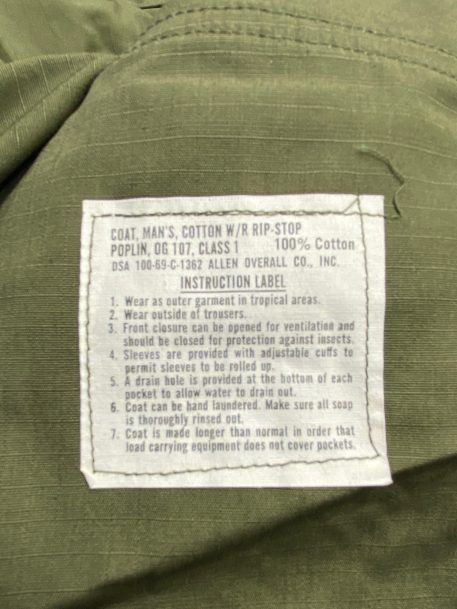 COAT, MAN'S, COTTON W/R RIP-STOP
POPLIN, OG 107, CLASS 1 100% Cotton
DSA 100-69-C-1362 ALLEN OVERALL CO., INC.
INSTRUCTION LABEL
1. Wear as outer garment in tropical areas.
2. Wear outside of trousers.
3. Front closure can be opened for ventilation and
should be closed for protection against insects.
4. Sleeves are provided with adjustable cuffs to
permit sleeves to be rolled up.
5. A drain hole is provided at the bottom of each
pocket to allow water to drain out.
6. Coat can be hand laundered. Make sure all soap
is thoroughly rinsed out.
7. Coat is made longer than normal in order that
load carrying equipment does not cover pockets.